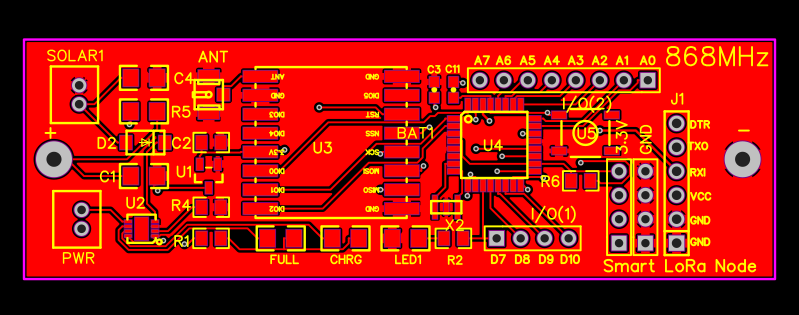 SOLAR1
ANT
868MHz
A7 A6 A5 A4 A3 A2 A1 A0
C4
C3 C11
J1
R5
I/O(2)
D2
C2
U3
BAT1
U4
U5
3.3V
GND
DTR
TXO
RXI
VCC
GND
GND
C1
U1
R6
U2
R4
R1
X2
I/O(1)
R2
PWR
FULL
CHRG
LED1
D7 D8 D9 D10
Smart LoRa Node
ANT
GND
DIO3
DIO4
3.3V
DIO0
DIO1
DIO2
GND
DIO5
RST
NSS
SCK
MOSI
MISO
GND
+
−